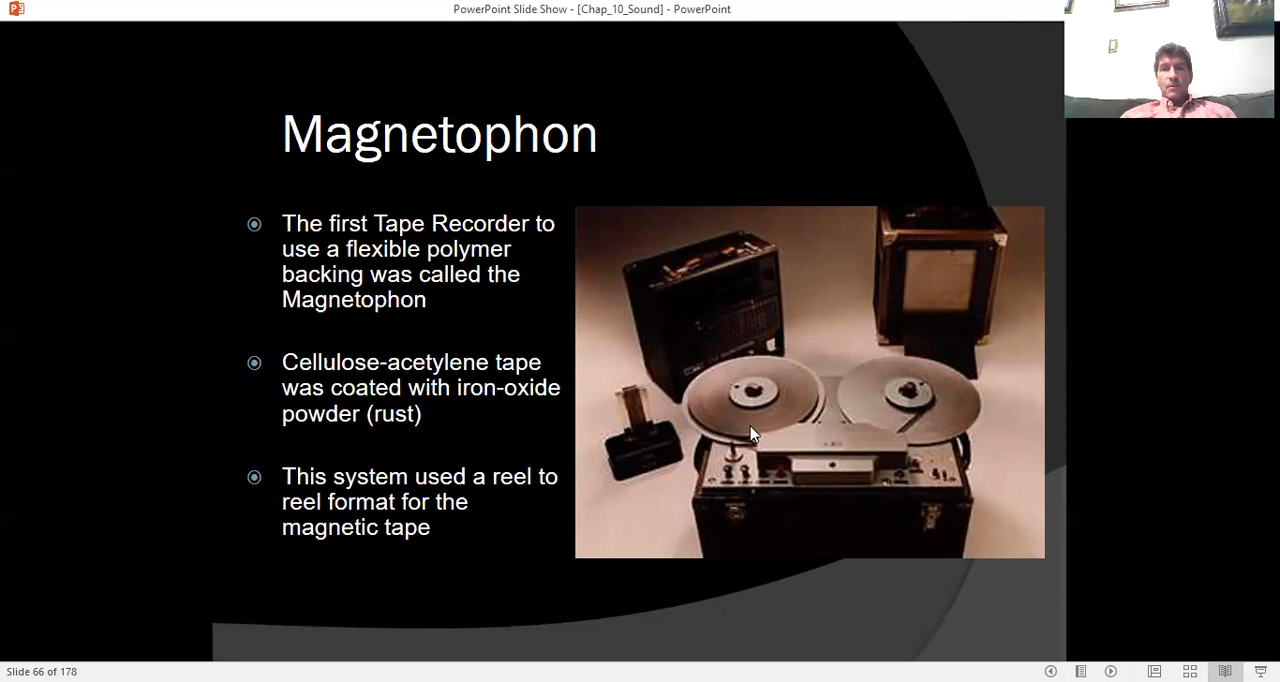 PowerPoint Slide Show - [Chap_10_Sound] - PowerPoint
Magnetophon
The first Tape Recorder to
use a flexible polymer
backing was called the
Magnetophon
Cellulose-acetylene tape
was coated with iron-oxide
powder (rust)
This system used a reel to
reel format for the
magnetic tape
Slide 66 of 178